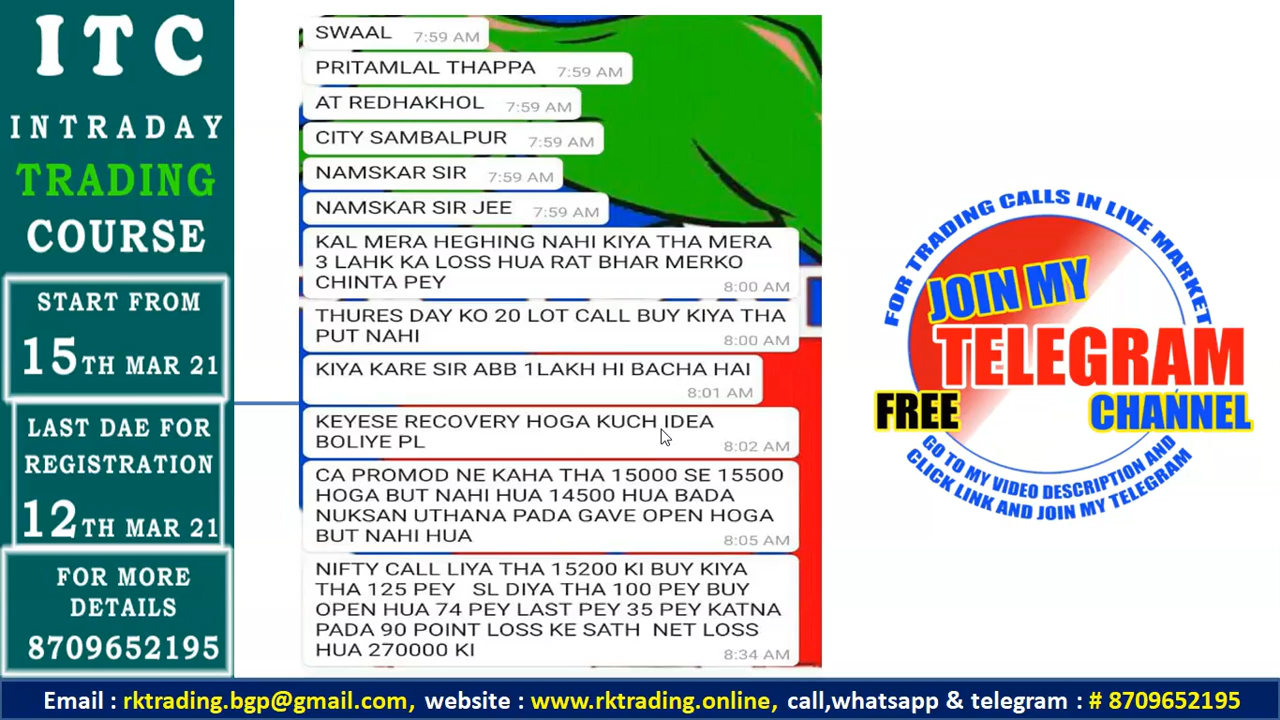 ITC
INTRADAY
TRADING
COURSE
START FROM
15TH MAR 21
LAST DAE FOR
REGISTRATION
12TH MAR 21
FOR MORE
DETAILS
8709652195
SWAAL 7:59 AM
PRITAMLAL THAPPA 7:59 AM
AT REDHAKHOL 7:59 AM
CITY SAMBALPUR 7:59 AM
NAMSKAR SIR 7:59 AM
NAMSKAR SIR JEE 7:59 AM
KAL MERA HEGHING NAHI KIYA THA MERA
3 LAHK KA LOSS HUA RAT BHAR MERKO
CHINTA PEY 8:00 AM
THURES DAY KO 20 LOT CALL BUY KIYA THA
PUT NAHI 8:00 AM
KIYA KARE SIR ABB 1LAKH HI BACHA HAI
8:01 AM
KEYESE RECOVERY HOGA KUCH IDEA
BOLIYE PL 8:02 AM
CA PROMOD NE KAHA THA 15000 SE 15500
HOGA BUT NAHI HUA 14500 HUA BADA
NUKSAN UTHANA PADA GAVE OPEN HOGA
BUT NAHI HUA 8:05 AM
NIFTY CALL LIYA THA 15200 KI BUY KIYA
THA 125 PEY SL DIYA THA 100 PEY BUY
OPEN HUA 74 PEY LAST PEY 35 PEY KATNA
PADA 90 POINT LOSS KE SATH NET LOSS
HUA 270000 KI 8:34 AM
FOR TRADING CALLS IN LIVE MARKET
JOIN MY
TELEGRAM
FREE CHANNEL
GO TO MY VIDEO DESCRIPTION AND
CLICK LINK AND JOIN MY TELEGRAM
Email : rktrading.bgp@gmail.com, website : www.rktrading.online, call,whatsapp & telegram : # 8709652195